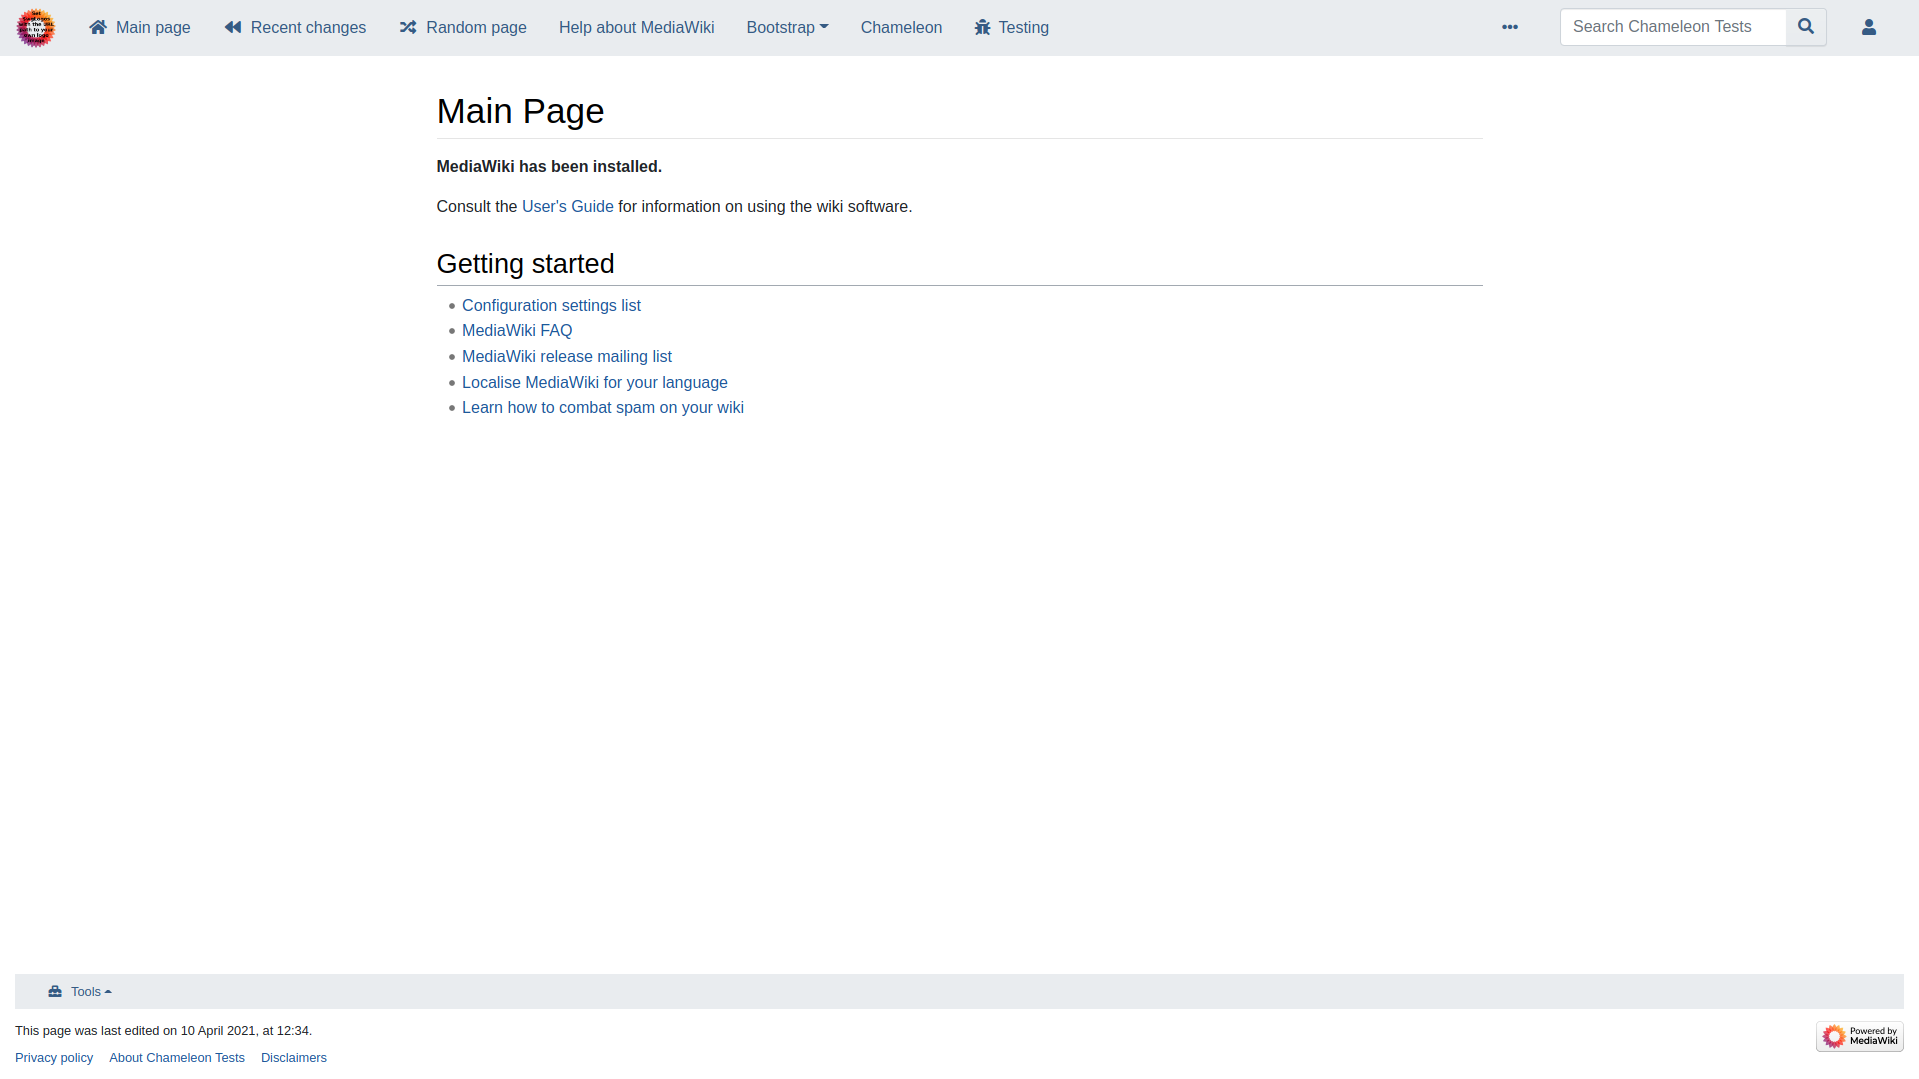 Main page Recent changes Random page Help about MediaWiki Bootstrap Chameleon Testing Search Chameleon Tests
Main Page
MediaWiki has been installed.
Consult the User's Guide for information on using the wiki software.
Getting started
Configuration settings list
MediaWiki FAQ
MediaWiki release mailing list
Localise MediaWiki for your language
Learn how to combat spam on your wiki
Tools
This page was last edited on 10 April 2021, at 12:34.
Privacy policy About Chameleon Tests Disclaimers
Powered by
MediaWiki